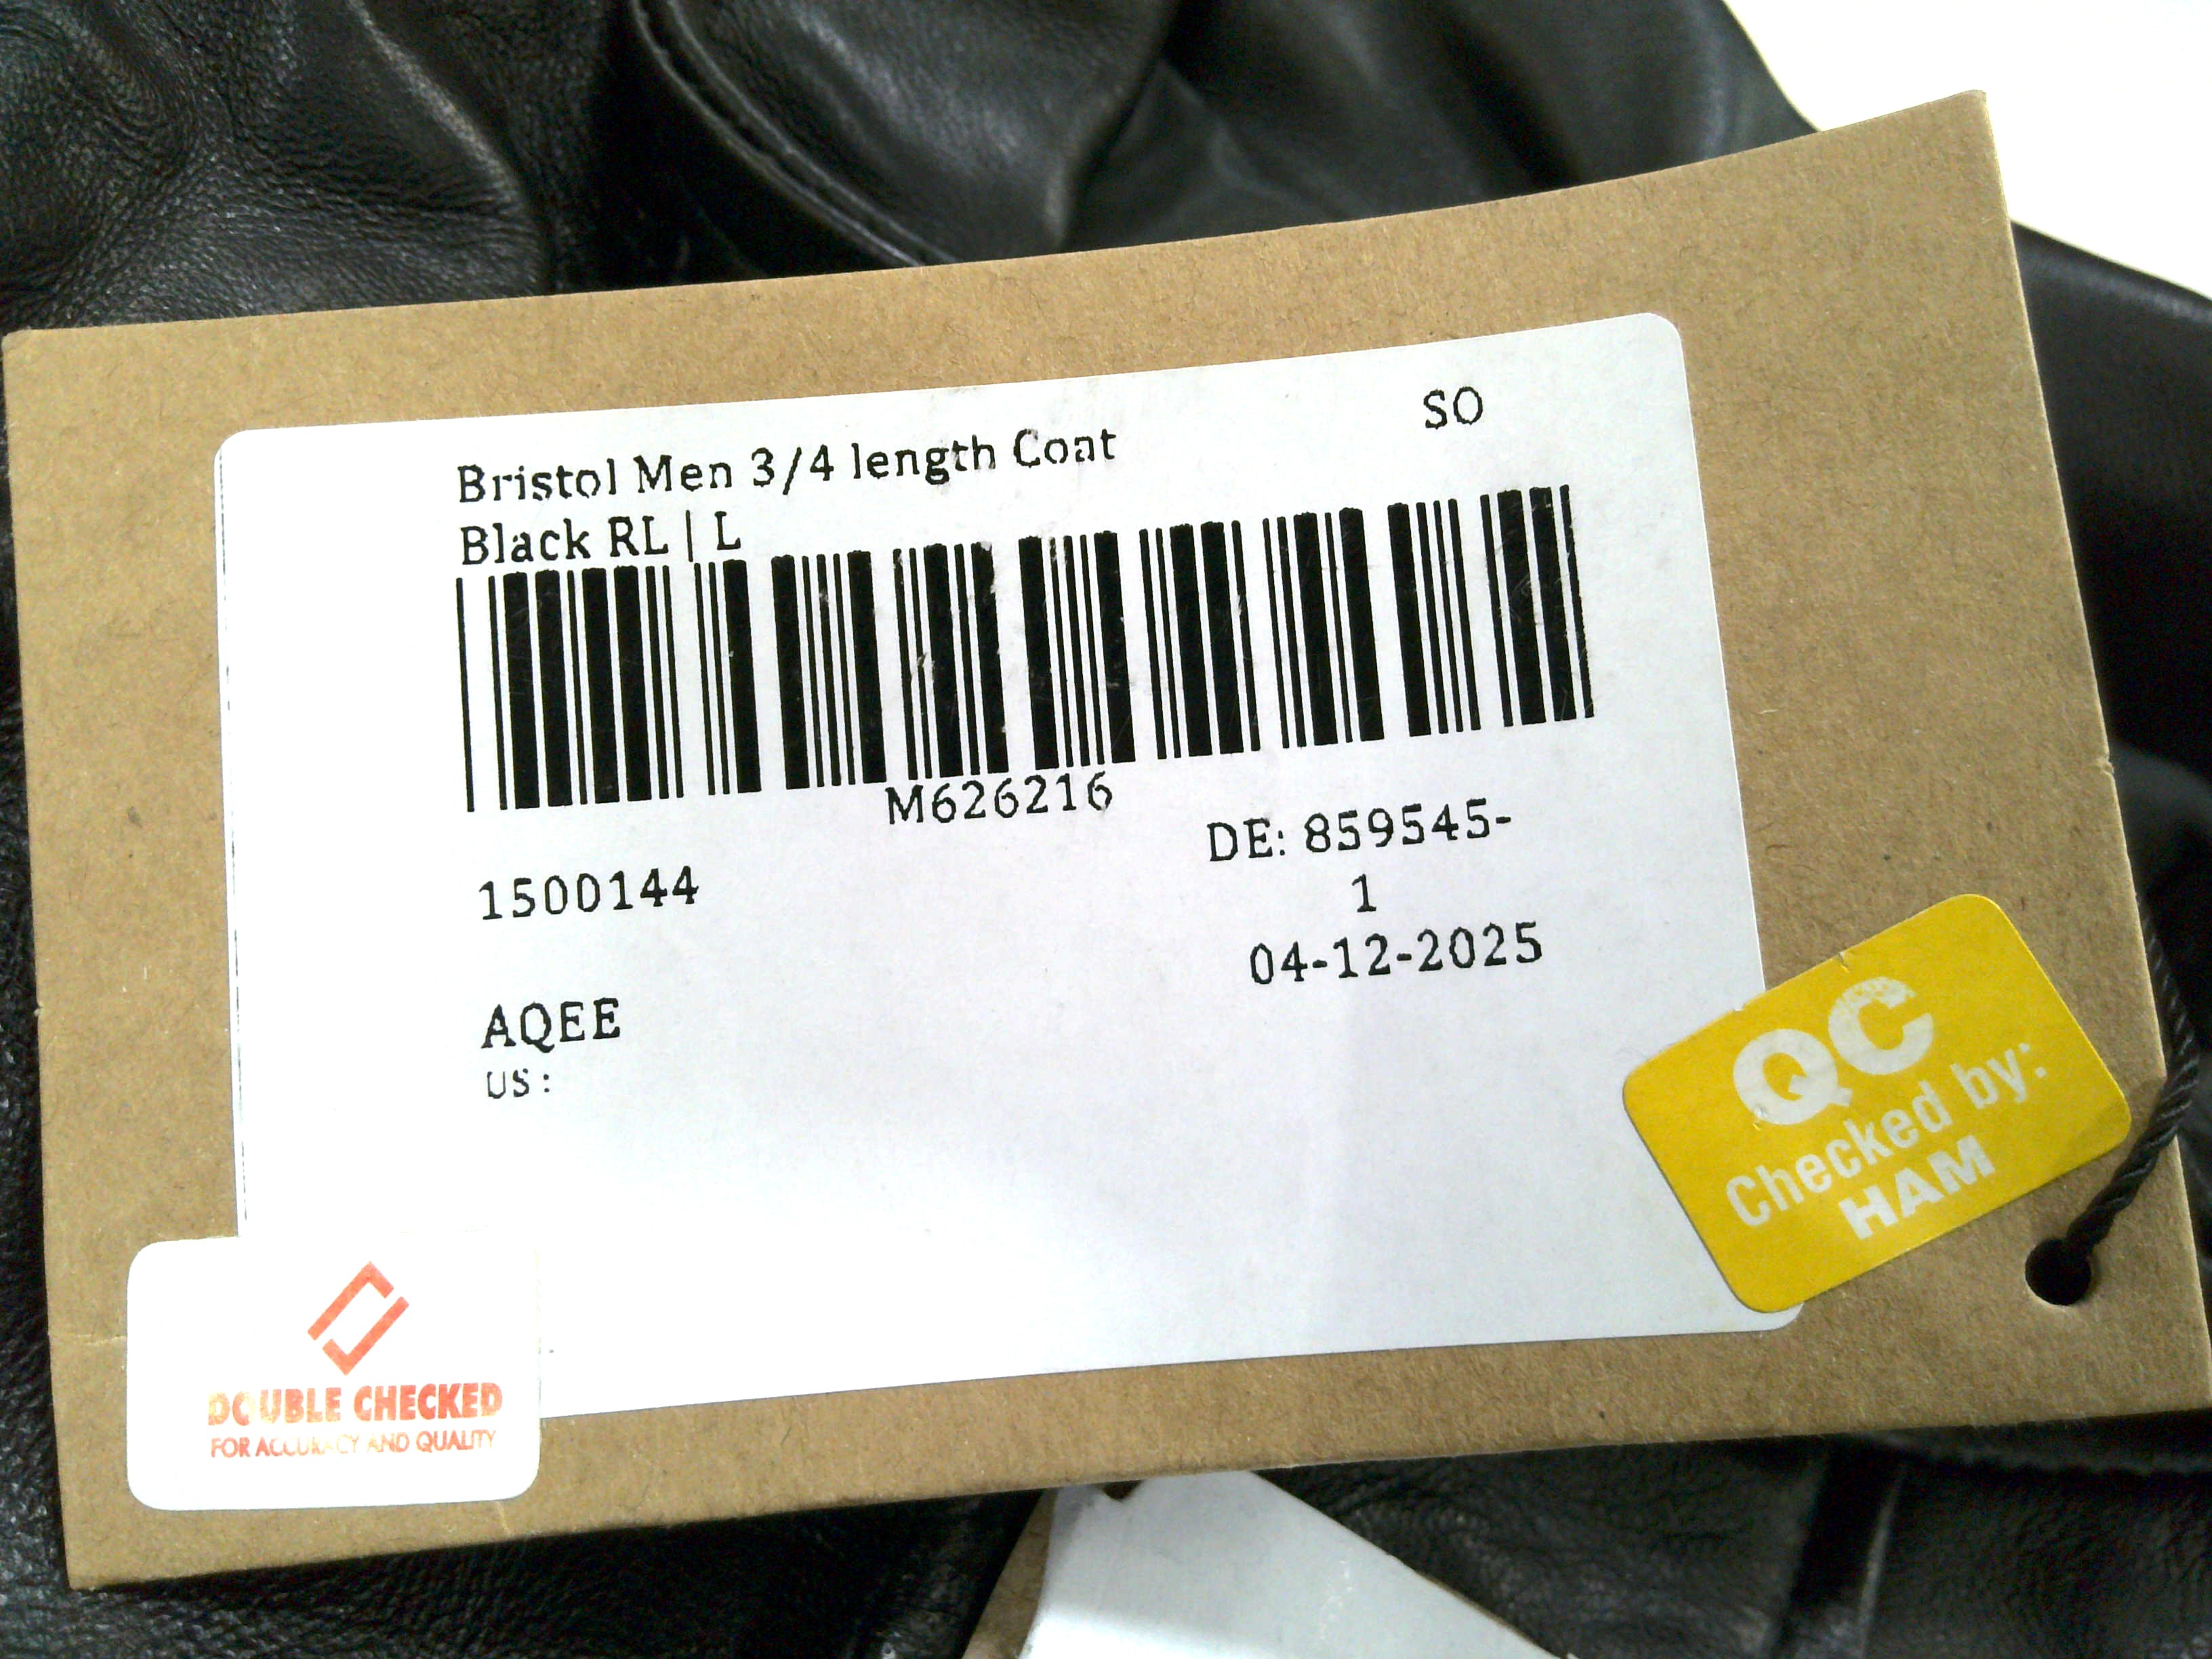 SO
Bristol Men 3/4 length Coat
Black RL | L
M626216
DE: 859545-
1
1500144
04-12-2025
AQEE
US :
QC
Checked by:
HAM
DOUBLE CHECKED
FOR ACCURACY AND QUALITY